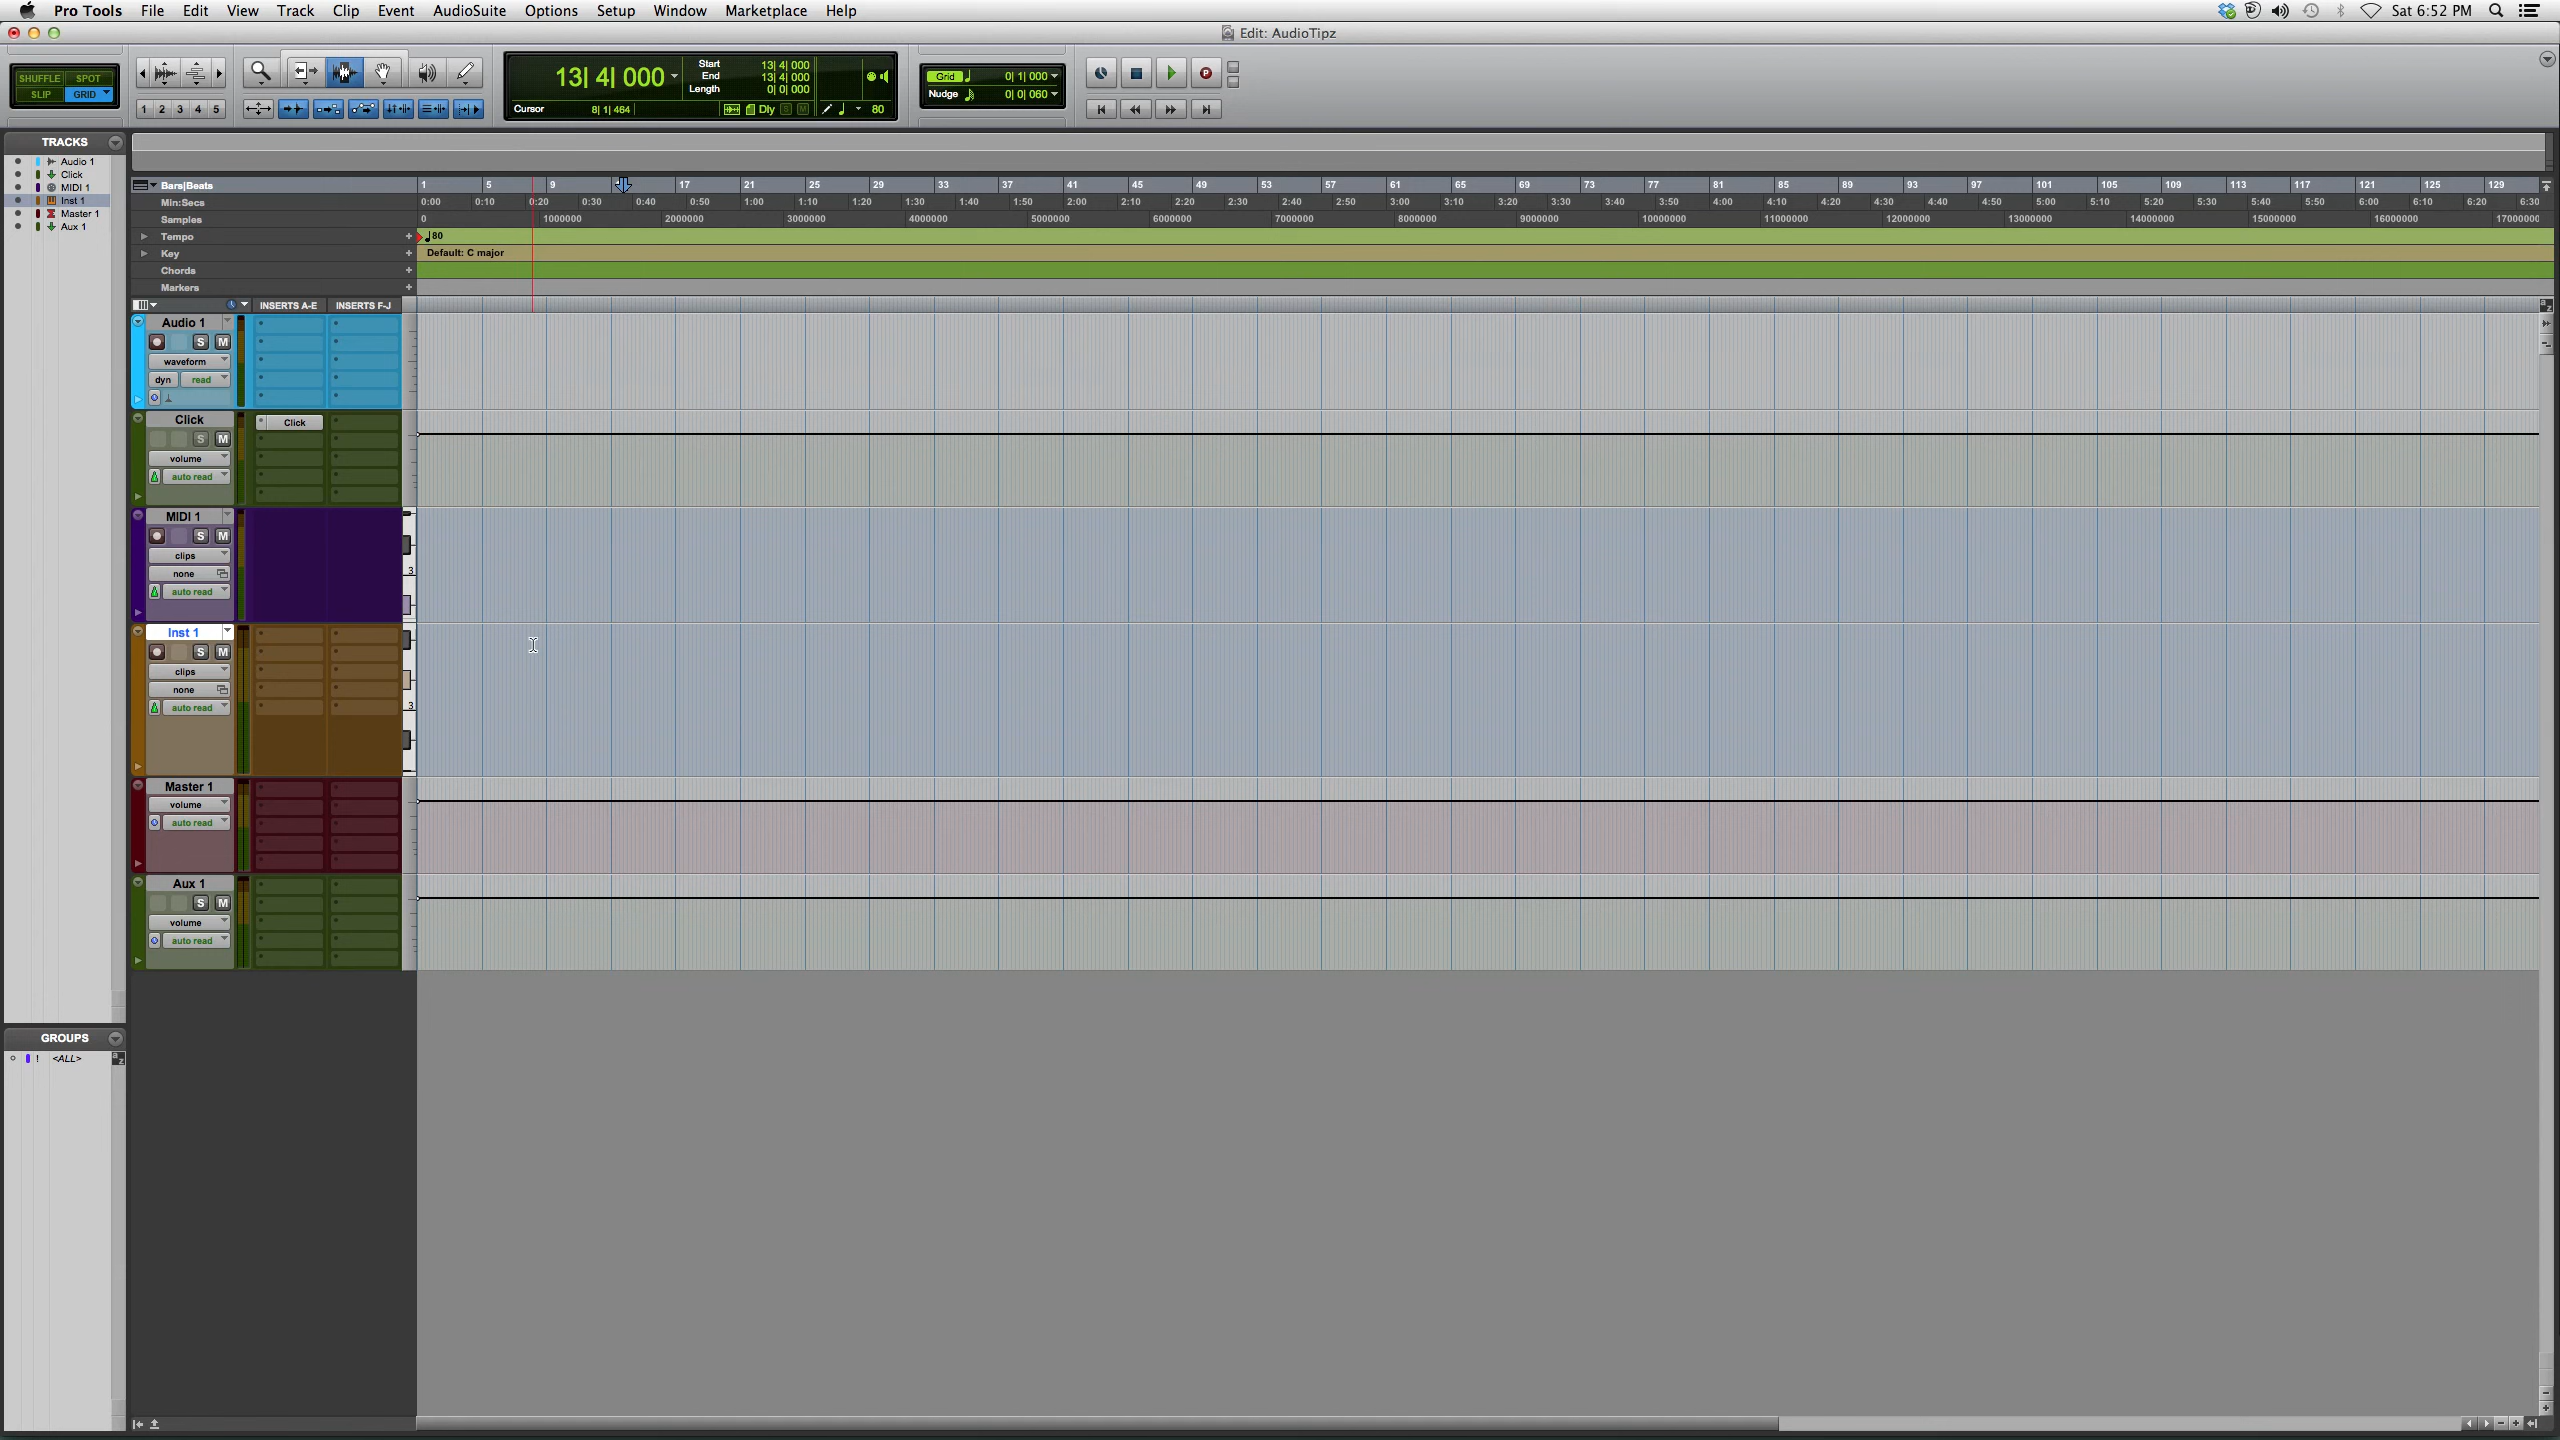 Pro Tools File Edit View Track Clip Event AudioSuite Options Setup Window Marketplace Help Sat 6:52 PM
Edit: AudioTipz
SHUFFLE SPOT
SLIP GRID
1 2 3 4 5
13| 4| 000
Start 13| 4| 000
End 13| 4| 000
Length 0| 0| 000
Cursor 8| 1| 464 Dly S M 80
Grid 0| 1| 000
Nudge 0| 0| 060
TRACKS
Audio 1
Click
MIDI 1
Inst 1
Master 1
Aux 1
Bars|Beats 1 5 9 17 21 25 29 33 37 41 45 49 53 57 61 65 69 73 77 81 85 89 93 97 101 105 109 113 117 121 125 129
Min:Secs 0:00 0:10 0:20 0:30 0:40 0:50 1:00 1:10 1:20 1:30 1:40 1:50 2:00 2:10 2:20 2:30 2:40 2:50 3:00 3:10 3:20 3:30 3:40 3:50 4:00 4:10 4:20 4:30 4:40 4:50 5:00 5:10 5:20 5:30 5:40 5:50 6:00 6:10 6:20 6:30
Samples 0 1000000 2000000 3000000 4000000 5000000 6000000 7000000 8000000 9000000 10000000 11000000 12000000 13000000 14000000 15000000 16000000 17000000
Tempo + 80
Key + Default: C major
Chords +
Markers +
INSERTS A-E INSERTS F-J
Audio 1
S M
waveform
dyn read
Click Click
S M
volume
auto read
MIDI 1
S M
clips
none 3
auto read
Inst 1
S M
clips
none
auto read 3
Master 1
volume
auto read
Aux 1
S M
volume
auto read
GROUPS
! <ALL> a z